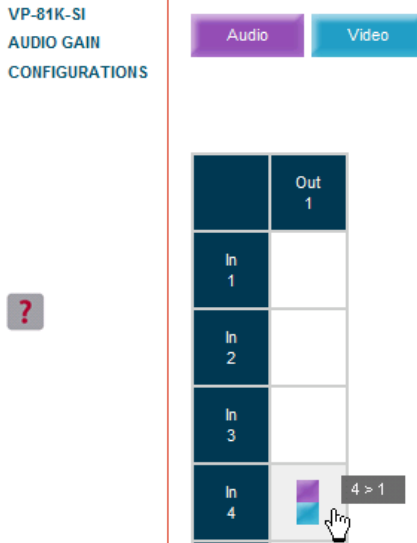 VP-81K-SI
AUDIO GAIN
CONFIGURATIONS
Audio
Video
Out
1
In
1
?
In
2
In
3
In
4
4 > 1